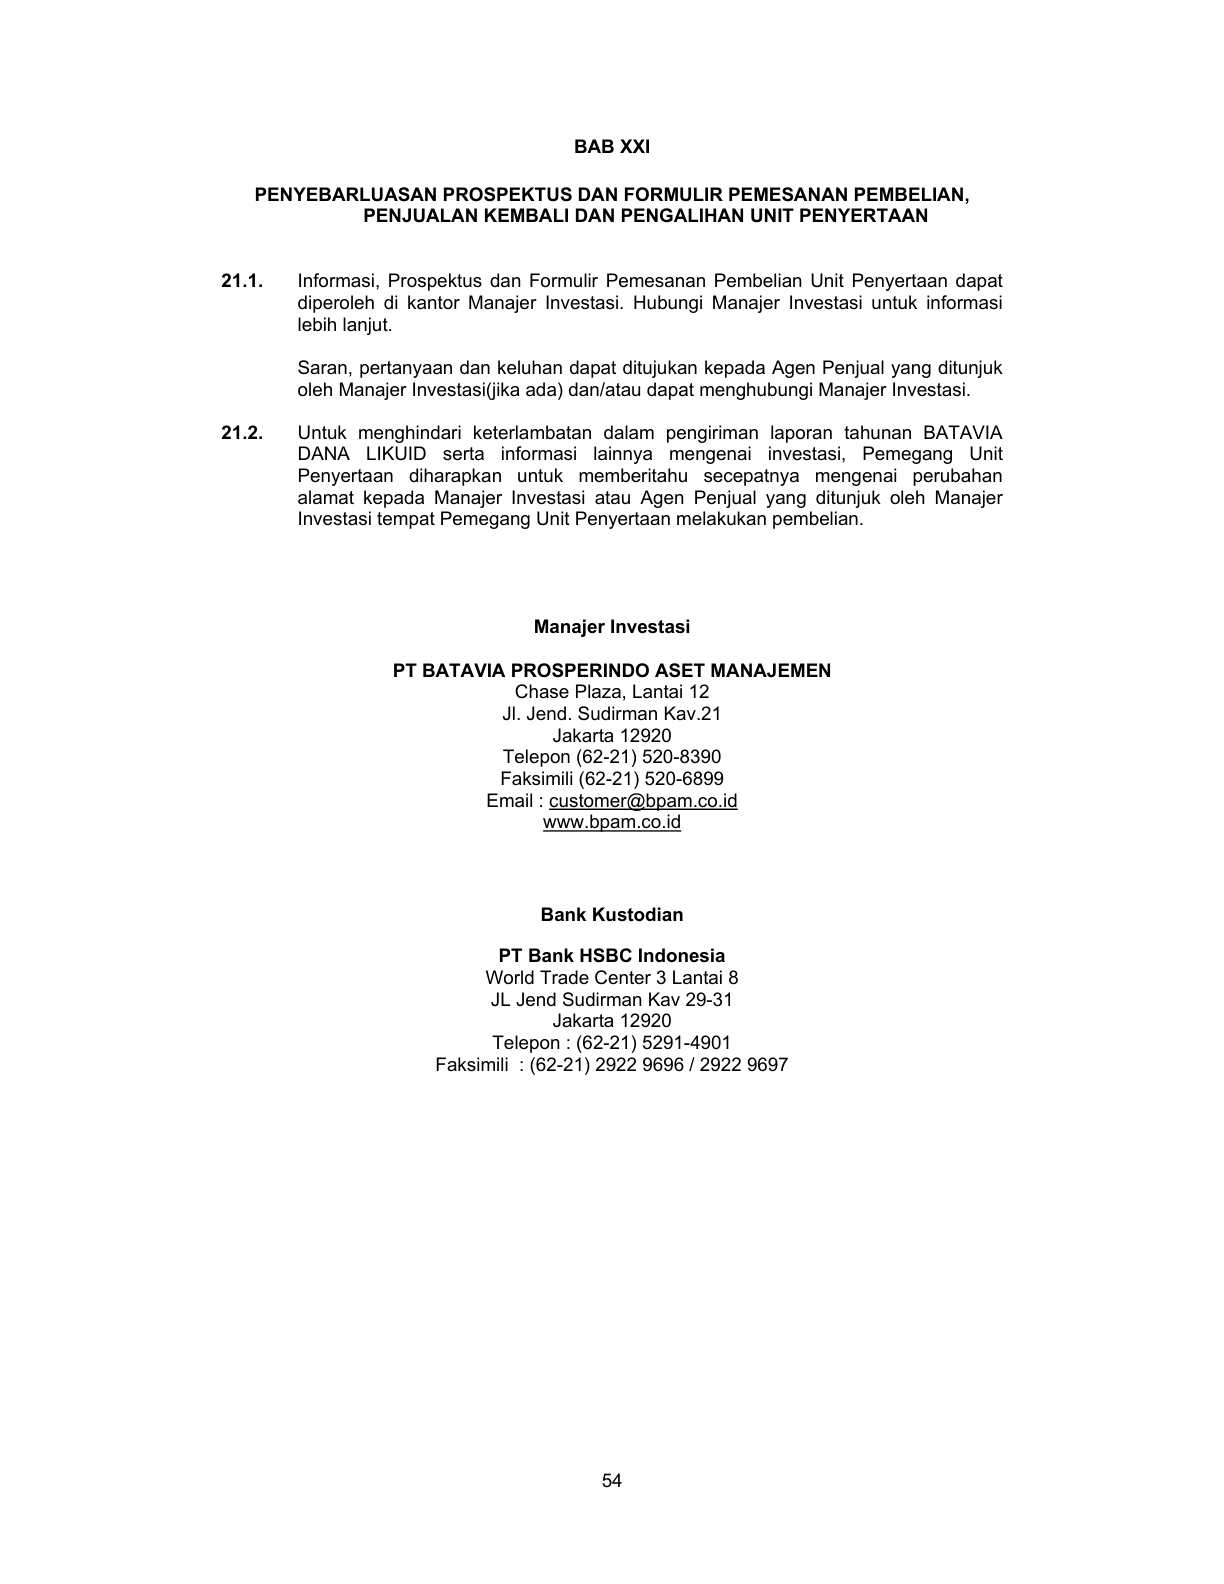 BAB XXI
PENYEBARLUASAN PROSPEKTUS DAN FORMULIR PEMESANAN PEMBELIAN,
PENJUALAN KEMBALI DAN PENGALIHAN UNIT PENYERTAAN
21.1. Informasi, Prospektus dan Formulir Pemesanan Pembelian Unit Penyertaan dapat
diperoleh di kantor Manajer Investasi. Hubungi Manajer Investasi untuk informasi
lebih lanjut.
Saran, pertanyaan dan keluhan dapat ditujukan kepada Agen Penjual yang ditunjuk
oleh Manajer Investasi(jika ada) dan/atau dapat menghubungi Manajer Investasi.
21.2. Untuk menghindari keterlambatan dalam pengiriman laporan tahunan BATAVIA
DANA LIKUID serta informasi lainnya mengenai investasi, Pemegang Unit
Penyertaan diharapkan untuk memberitahu secepatnya mengenai perubahan
alamat kepada Manajer Investasi atau Agen Penjual yang ditunjuk oleh Manajer
Investasi tempat Pemegang Unit Penyertaan melakukan pembelian.
Manajer Investasi
PT BATAVIA PROSPERINDO ASET MANAJEMEN
Chase Plaza, Lantai 12
Jl. Jend. Sudirman Kav.21
Jakarta 12920
Telepon (62-21) 520-8390
Faksimili (62-21) 520-6899
Email : customer@bpam.co.id
www.bpam.co.id
Bank Kustodian
PT Bank HSBC Indonesia
World Trade Center 3 Lantai 8
JL Jend Sudirman Kav 29-31
Jakarta 12920
Telepon : (62-21) 5291-4901
Faksimili : (62-21) 2922 9696 / 2922 9697
54